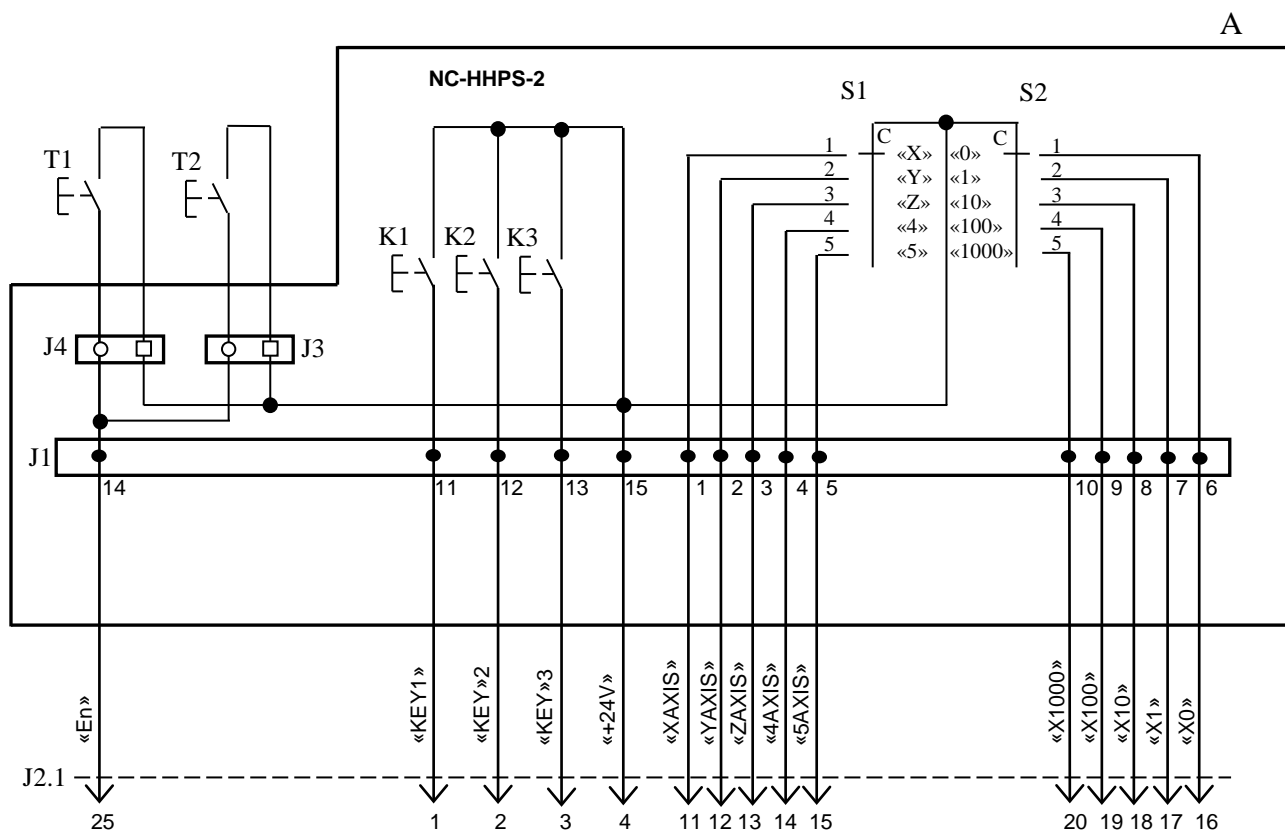 A
NC-HHPS-2
S1 S2
C C
1 «X» «0» 1
2 «Y» «1» 2
3 «Z» «10» 3
4 «4» «100» 4
5 «5» «1000» 5
T1 T2
K1 K2 K3
J4 J3
J1
14 11 12 13 15 1 2 3 4 5 10 9 8 7 6
«En» «KEY1» «KEY»2 «KEY»3 «+24V» «XAXIS» «YAXIS» «ZAXIS» «4AXIS» «5AXIS» «X1000» «X100» «X10» «X1» «X0»
J2.1
25 1 2 3 4 11 12 13 14 15 20 19 18 17 16